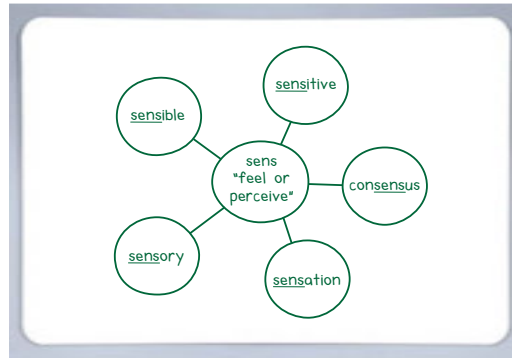 sensitive
sensible
sens
"feel or
perceive"
consensus
sensory
sensation